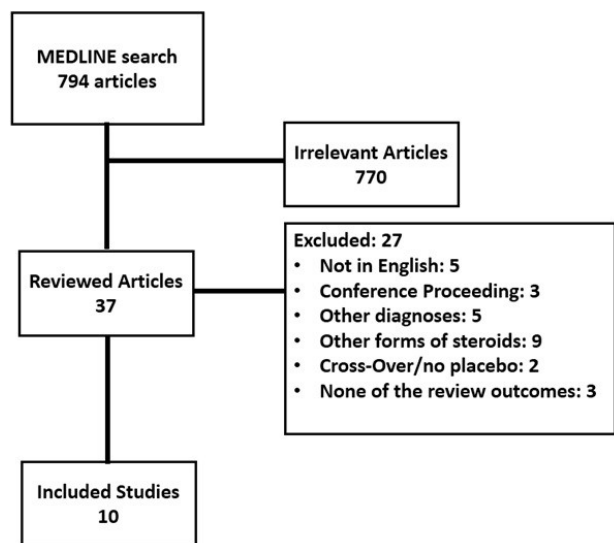 MEDLINE search
794 articles
Irrelevant Articles
770
Reviewed Articles
37
Excluded: 27
• Not in English: 5
• Conference Proceeding: 3
• Other diagnoses: 5
• Other forms of steroids: 9
• Cross-Over/no placebo: 2
• None of the review outcomes: 3
Included Studies
10